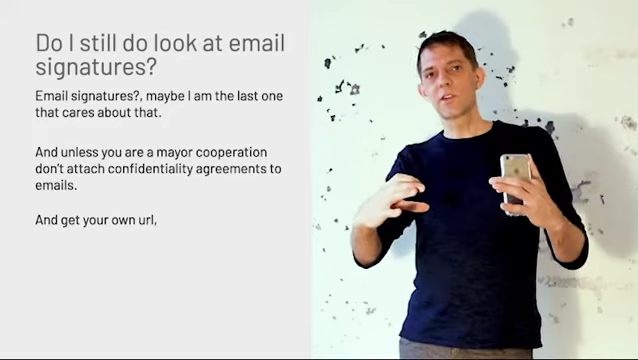 Do I still do look at email
signatures?
Email signatures?, maybe I am the last one
that cares about that.
And unless you are a mayor cooperation
don't attach confidentiality agreements to
emails.
And get your own url,